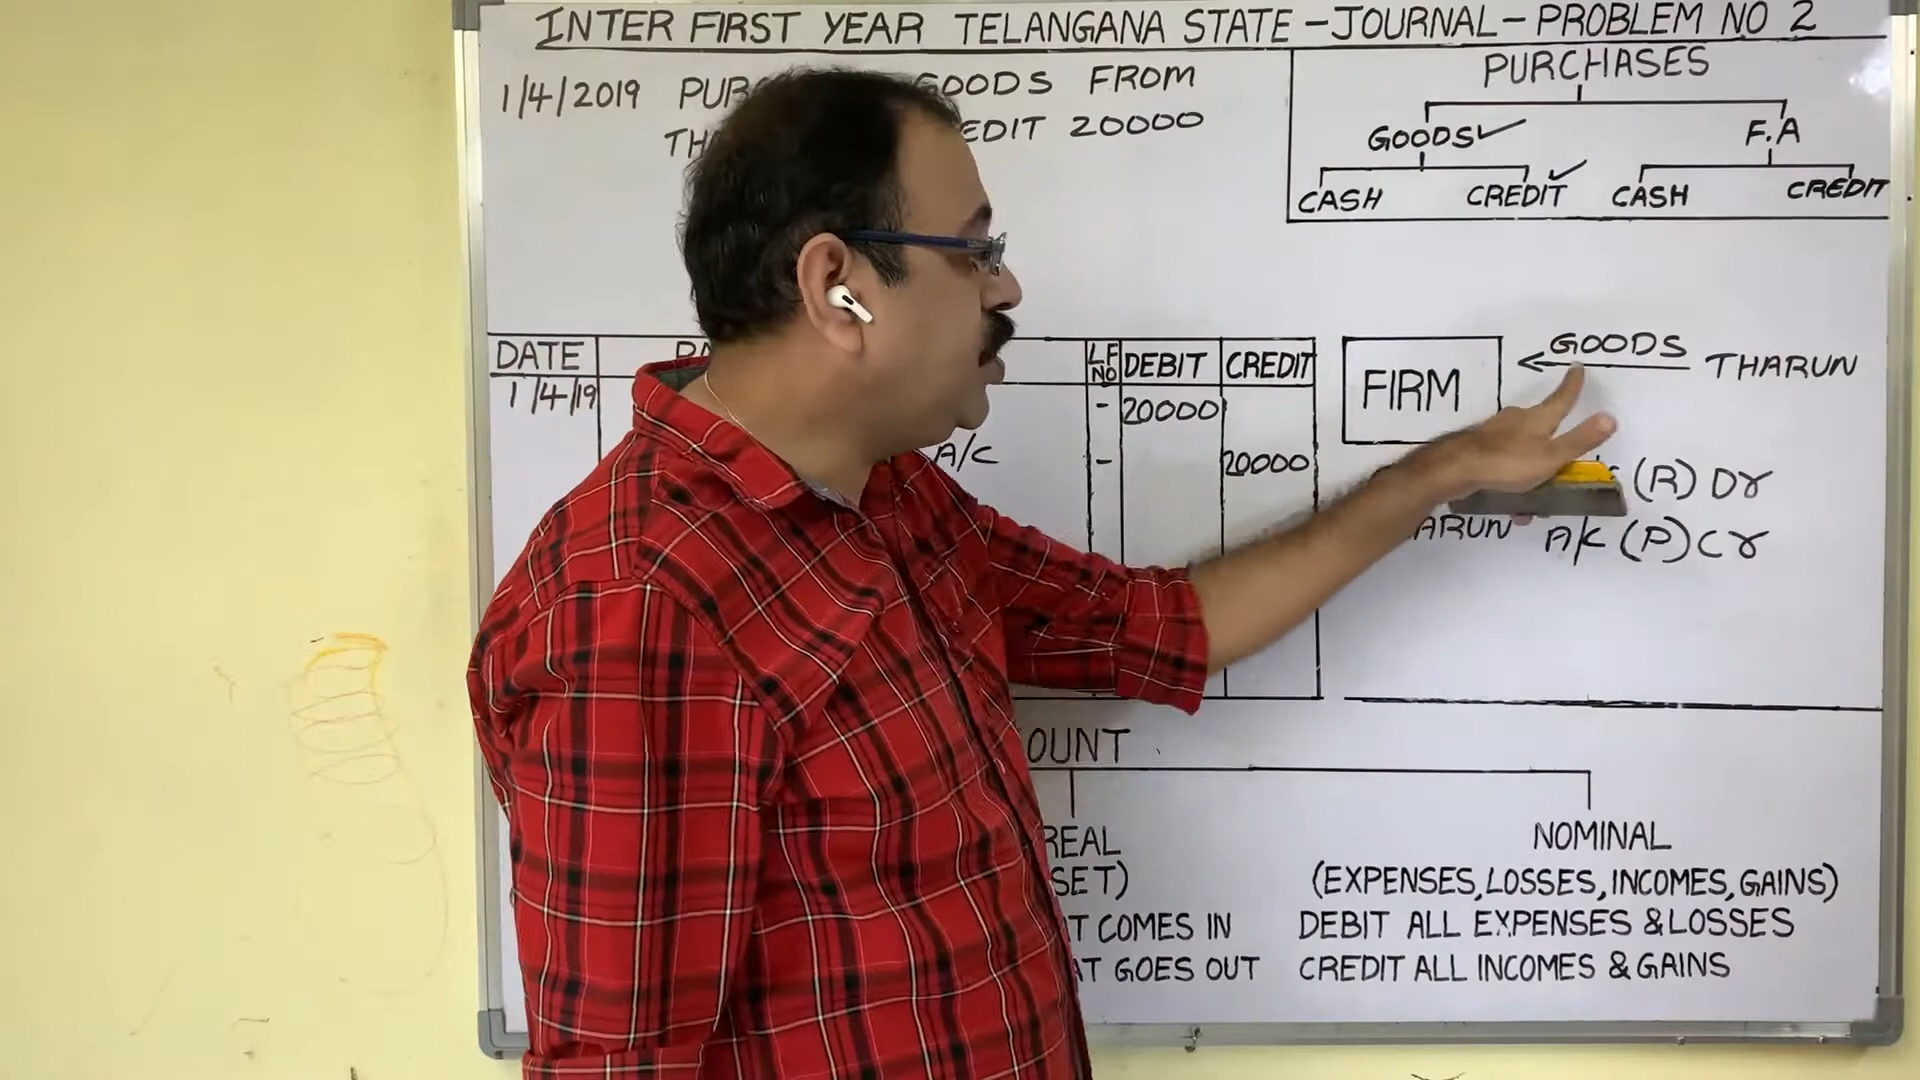 INTER FIRST YEAR TELANGANA STATE - JOURNAL - PROBLEM NO 2
1/4/2019 GOODS FROM
EDIT 20000
PURCHASES
GOODS✓ F.A
CASH CREDIT✓ CASH CREDIT
DATE LF NO DEBIT CREDIT
1/4/19 - 20000
A/C - 20000
FIRM ← GOODS THARUN
(R) Dr
ARUN A/C (P) Cr
OUNT
REAL
SET)
T COMES IN
AT GOES OUT
NOMINAL
(EXPENSES, LOSSES, INCOMES, GAINS)
DEBIT ALL EXPENSES & LOSSES
CREDIT ALL INCOMES & GAINS